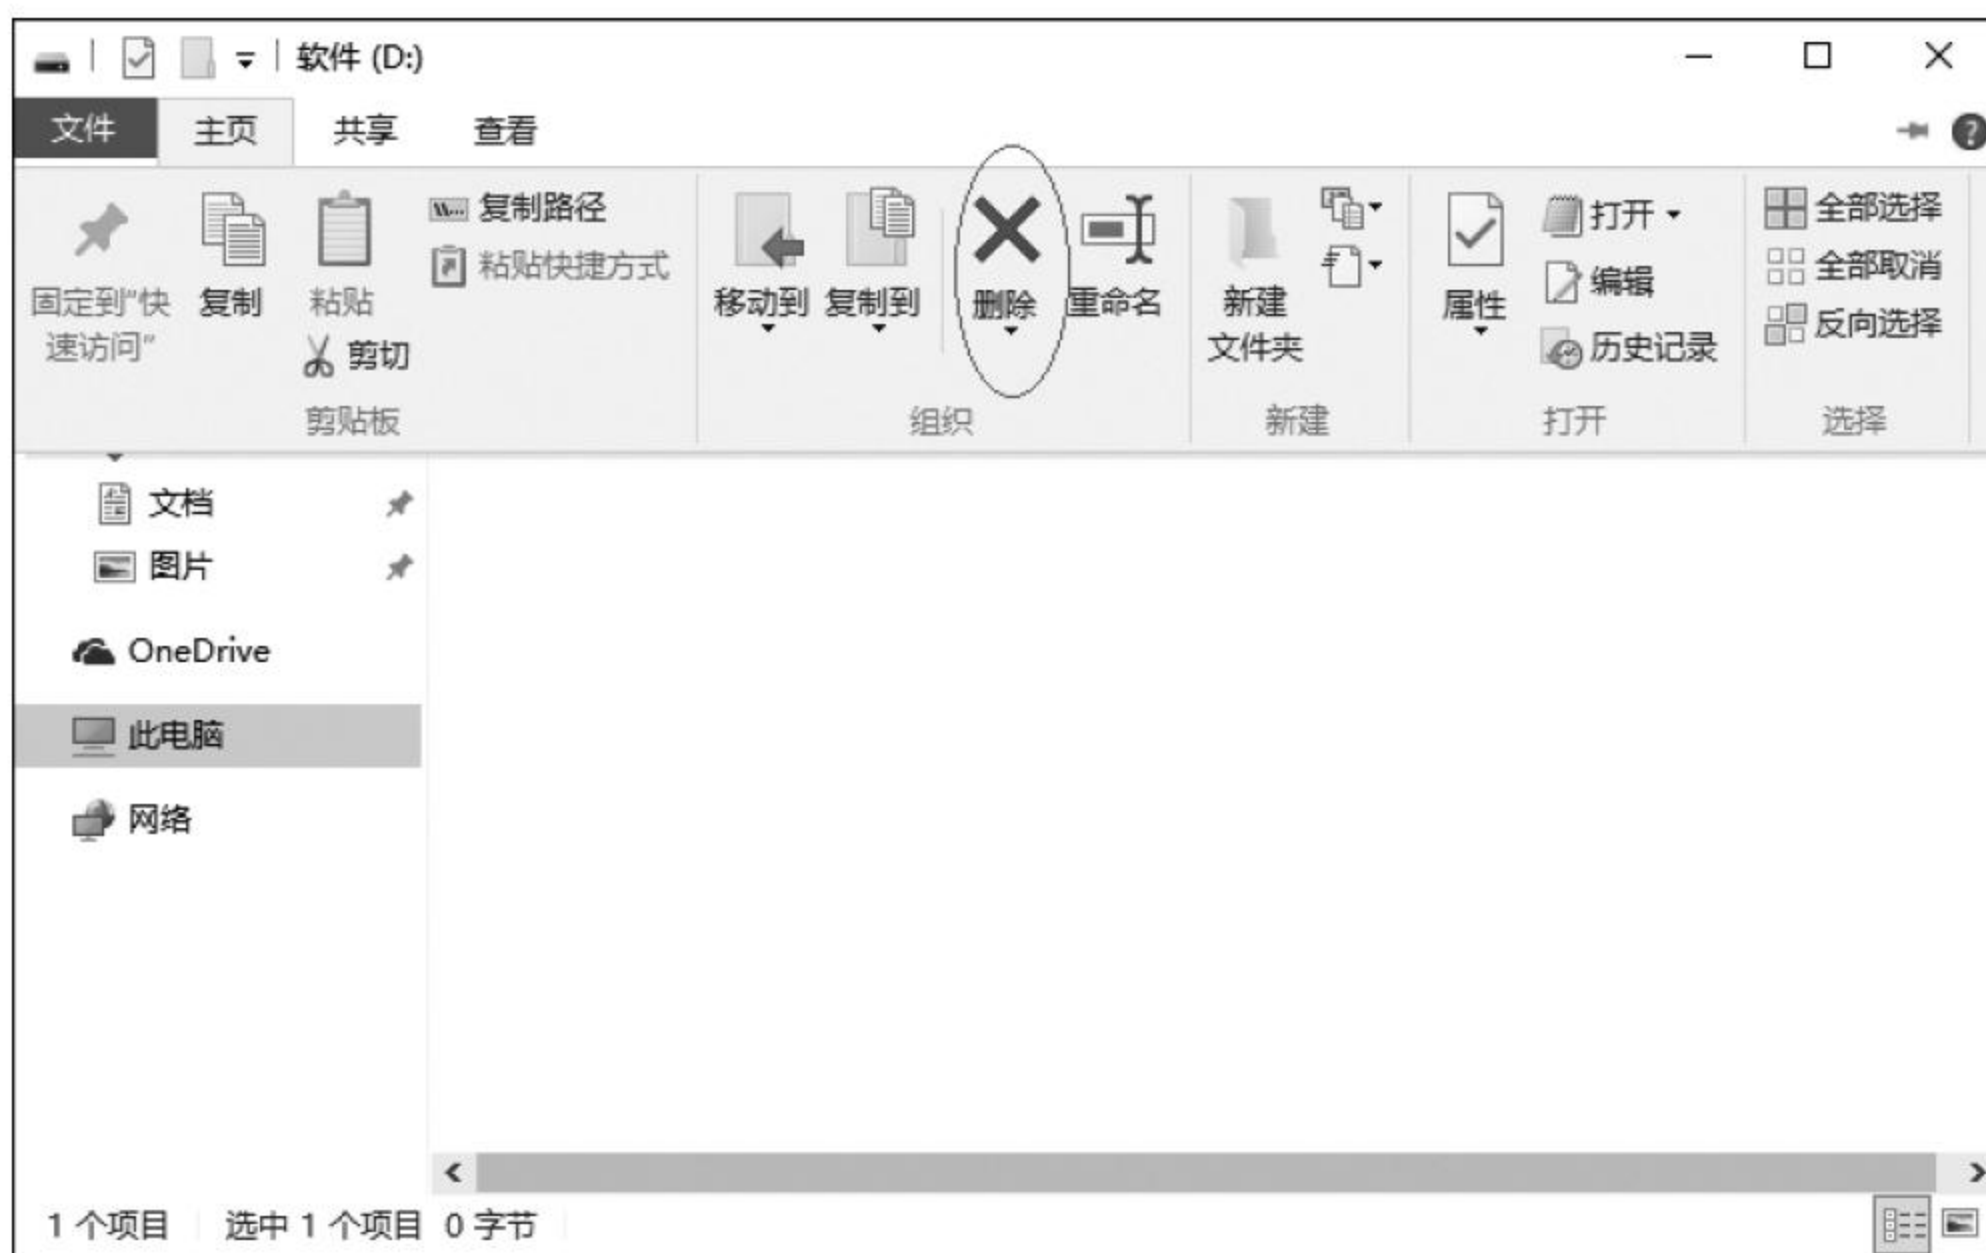 软件 (D:)
文件 主页 共享 查看
固定到“快
速访问”
复制
粘贴
剪切
复制路径
粘贴快捷方式
剪贴板
移动到
复制到
删除
重命名
组织
新建
文件夹
新建
属性
打开
编辑
历史记录
打开
全部选择
全部取消
反向选择
选择
文档
图片
OneDrive
此电脑
网络
1 个项目 选中 1 个项目 0 字节